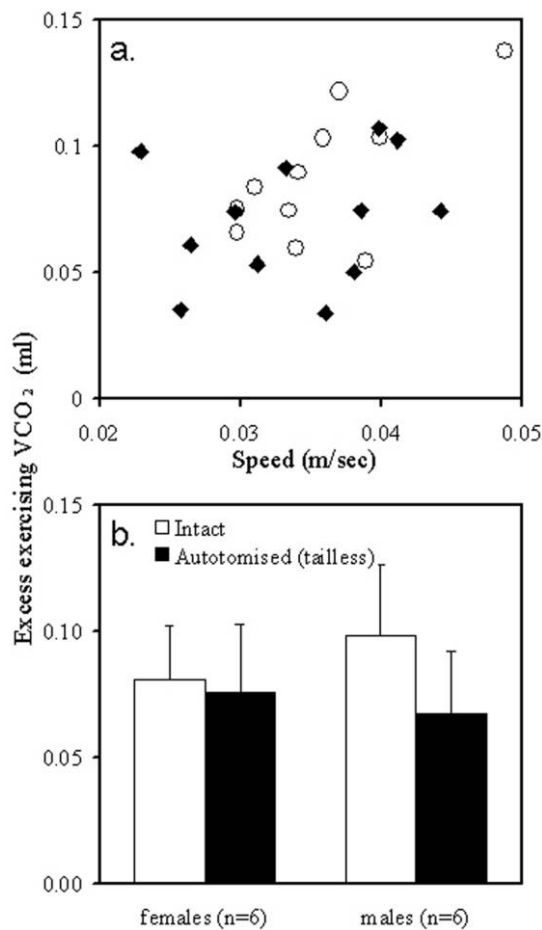 Excess exercising VCO₂ (ml)
a.
0.15
0.1
0.05
0
0.02 0.03 0.04 0.05
Speed (m/sec)
b.
Intact
Autotomised (tailless)
0.15
0.10
0.05
0.00
females (n=6) males (n=6)